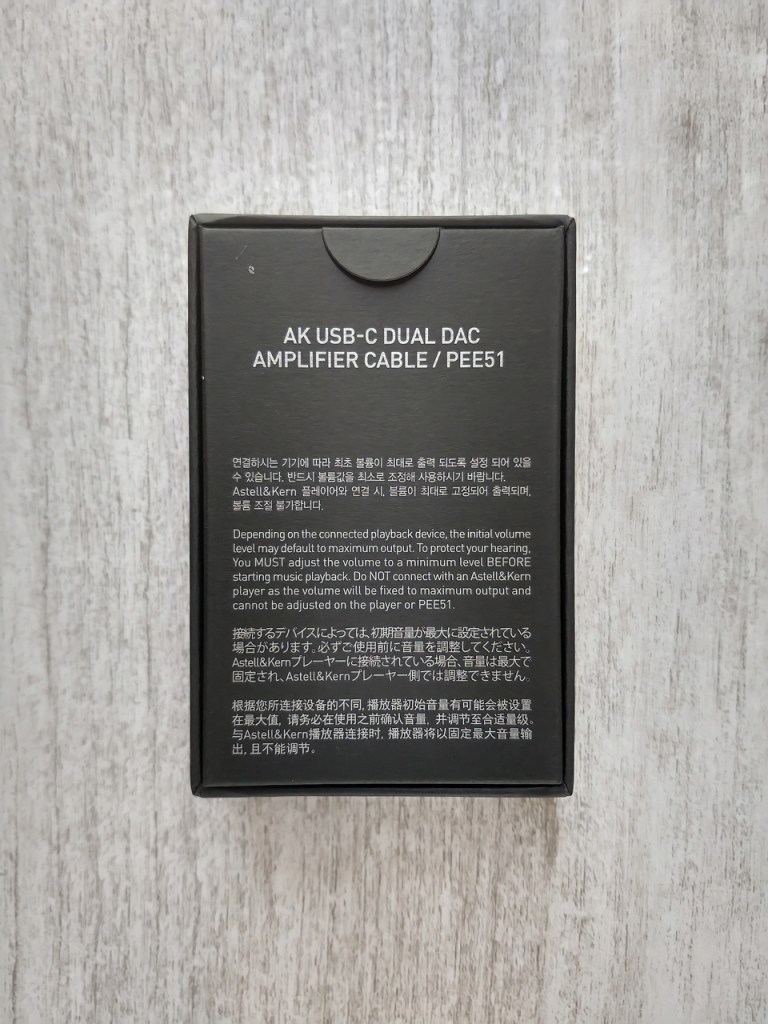 AK USB-C DUAL DAC
AMPLIFIER CABLE / PEE51
연결하시는 기기에 따라 최초 볼륨이 최대로 출력 되도록 설정 되어 있을
수 있습니다. 반드시 볼륨값을 최소로 조정해 사용하시기 바랍니다.
Astell&Kern 플레이어와 연결 시, 볼륨이 최대로 고정되어 출력되며,
볼륨 조절 불가합니다.
Depending on the connected playback device, the initial volume
level may default to maximum output. To protect your hearing,
You MUST adjust the volume to a minimum level BEFORE
starting music playback. Do NOT connect with an Astell&Kern
player as the volume will be fixed to maximum output and
cannot be adjusted on the player or PEE51.
接続するデバイスによっては、初期音量が最大に設定されている
場合があります。必ずご使用前に音量を調整してください。
Astell&Kernプレーヤーに接続されている場合、音量は最大で
固定され、Astell&Kernプレーヤー側では調整できません。
根据您所连接设备的不同, 播放器初始音量有可能会被设置
在最大值, 请务必在使用之前确认音量, 并调节至合适量级。
与Astell&Kern播放器连接时, 播放器将以固定最大音量输
出, 且不能调节。